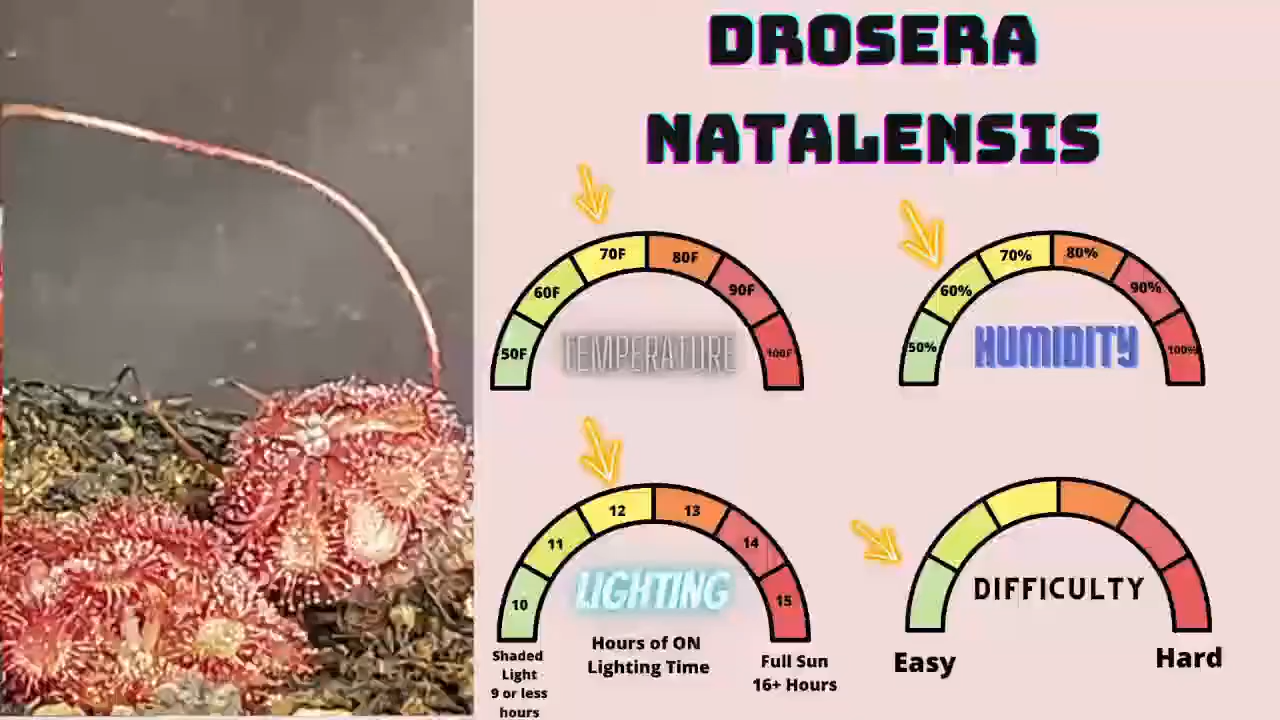 DROSERA
NATALENSIS
50F
60F
70F
80F
90F
100F
TEMPERATURE
50%
60%
70%
80%
90%
100%
HUMIDITY
10
11
12
13
14
15
LIGHTING
Hours of ON
Lighting Time
Shaded
Light
9 or less
hours
Full Sun
16+ Hours
DIFFICULTY
Easy
Hard